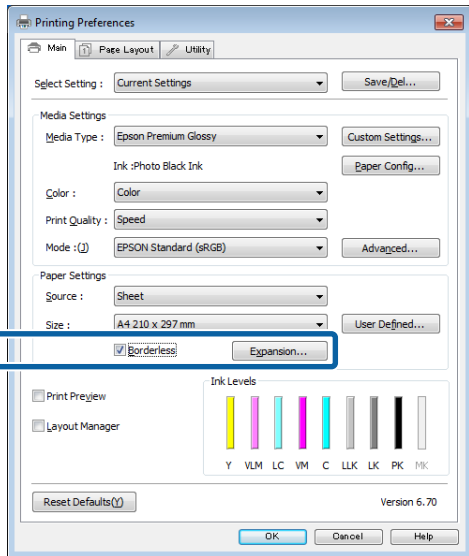 Printing Preferences
Main Page Layout Utility
Select Setting : Current Settings Save/Del...
Media Settings
Media Type : Epson Premium Glossy Custom Settings...
Ink :Photo Black Ink Paper Config...
Color : Color
Print Quality : Speed
Mode :(J) EPSON Standard (sRGB) Advanced...
Paper Settings
Source : Sheet
Size : A4 210 x 297 mm User Defined...
Borderless Expansion...
Print Preview
Layout Manager
Ink Levels
Y VLM LC VM C LLK LK PK MK
Reset Defaults(Y) Version 6.70
OK Cancel Help